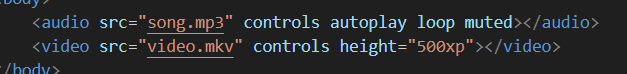 <audio src="song.mp3" controls autoplay loop muted></audio>
<video src="video.mkv" controls height="500xp"></video>
</body>